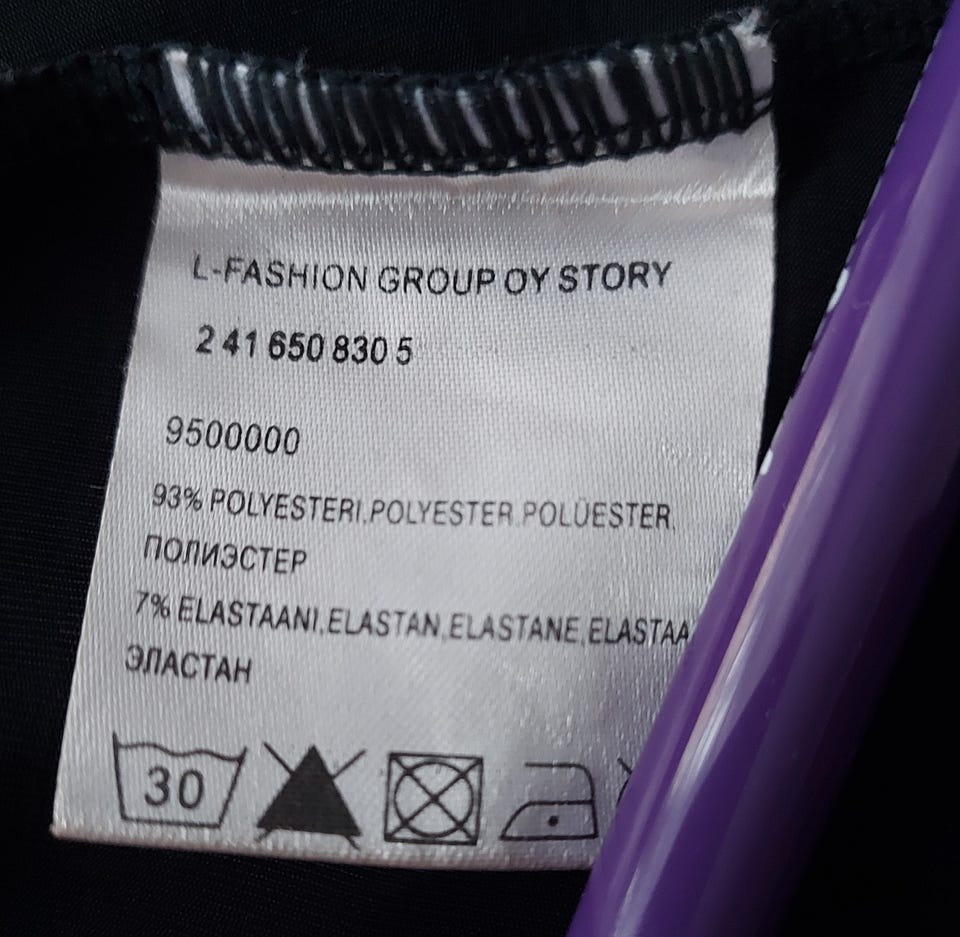 L-FASHION GROUP OY STORY
2 41 650 830 5
9500000
93% POLYESTERI.POLYESTER.POLÜESTER.
ПОЛИЭСТЕР
7% ELASTAANI.ELASTAN.ELASTANE.ELASTAA
ЭЛАСТАН
30